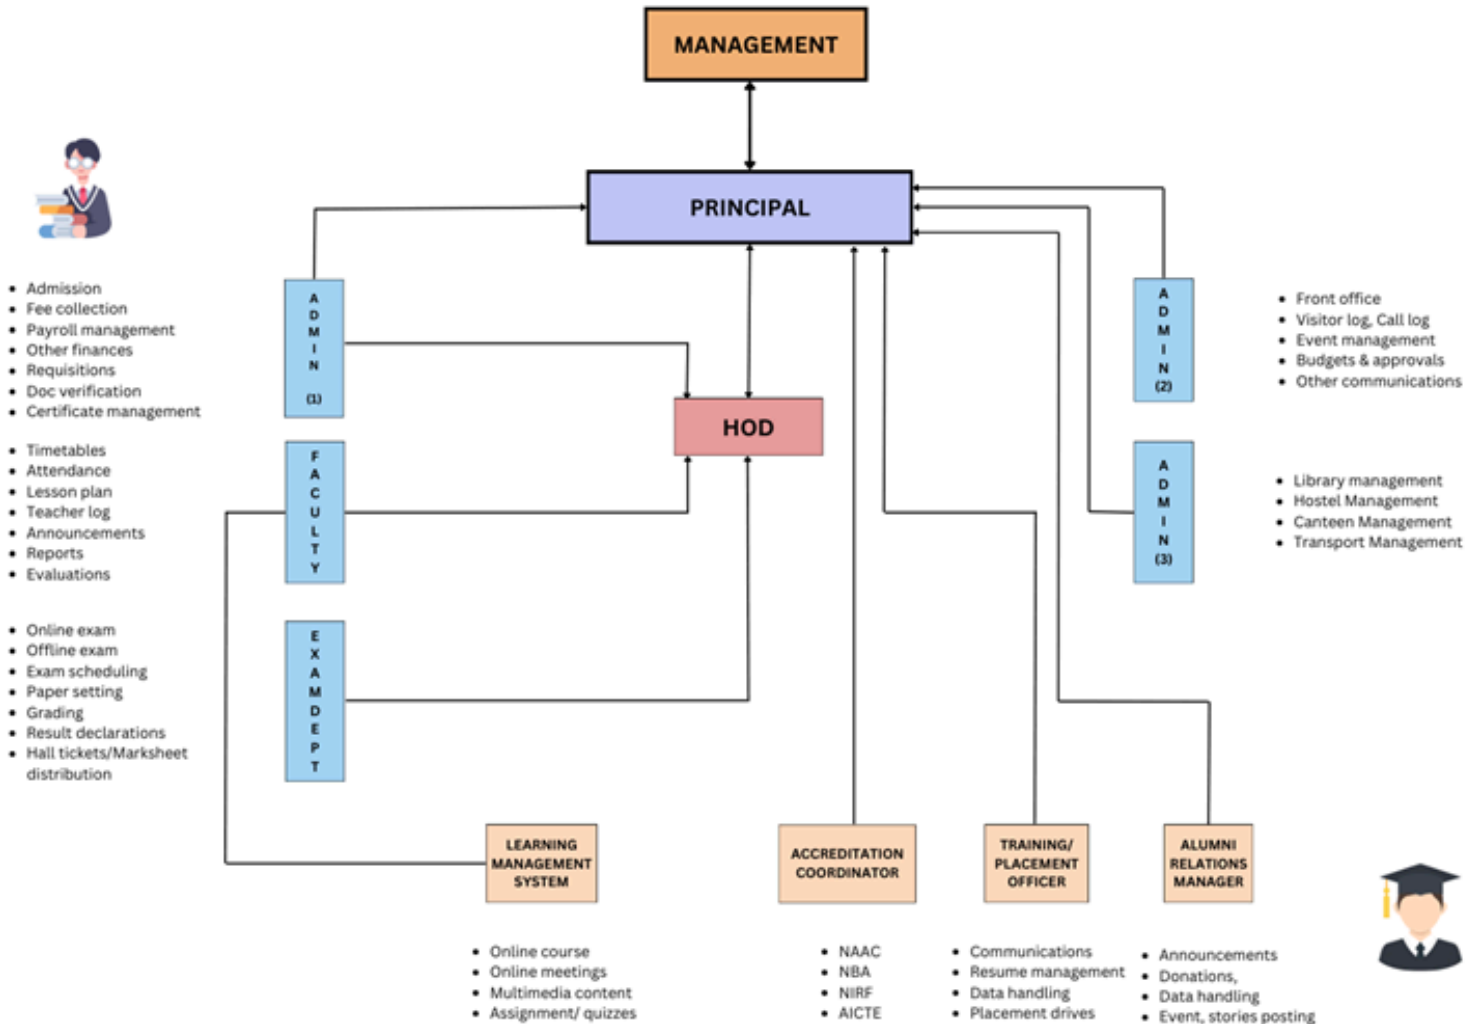 MANAGEMENT
PRINCIPAL
• Admission
• Fee collection
• Payroll management
• Other finances
• Requisitions
• Doc verification
• Certificate management
ADMIN
(1)
HOD
• Timetables
• Attendance
• Lesson plan
• Teacher log
• Announcements
• Reports
• Evaluations
FACULTY
• Online exam
• Offline exam
• Exam scheduling
• Paper setting
• Grading
• Result declarations
• Hall tickets/Marksheet
distribution
EXAMDEPT
ADMIN
(2)
• Front office
• Visitor log, Call log
• Event management
• Budgets & approvals
• Other communications
ADMIN
(3)
• Library management
• Hostel Management
• Canteen Management
• Transport Management
LEARNING
MANAGEMENT
SYSTEM
• Online course
• Online meetings
• Multimedia content
• Assignment/ quizzes
ACCREDITATION
COORDINATOR
• NAAC
• NBA
• NIRF
• AICTE
TRAINING/
PLACEMENT
OFFICER
• Communications
• Resume management
• Data handling
• Placement drives
ALUMNI
RELATIONS
MANAGER
• Announcements
• Donations,
• Data handling
• Event, stories posting